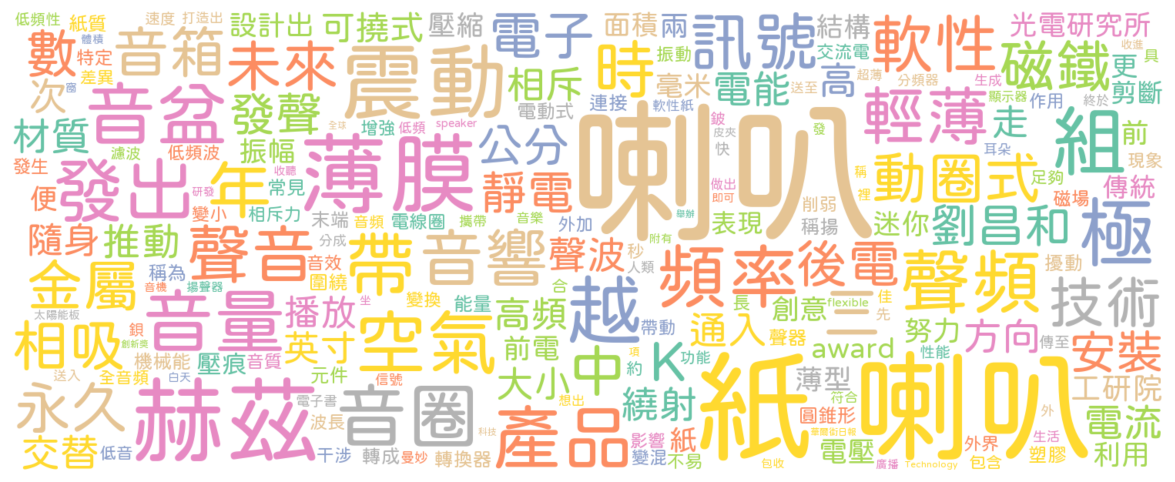 低頻性
紙質
速度
打造出
設計出
可撓式
壓縮
電子
面積
兩
訊號
結構
光電研究所
體積
數
特定
音箱
未來
震動
相斥
時
振動
毫米
電能
交流電
高
軟性
磁鐵
收進
具
更
差異
次
窗
音盆
發聲
電動式
連接
軟性紙
送至
超薄
分頻器
生成
顯示器
作用
終於
剪斷
輕薄
走
組
前
材質
濾波
低頻波
振幅
增強
全球
低頻
speaker
薄膜
公分
喇叭
鈸
皮夾
快
發
耳朵
現象
發生
發出
年
收聽
常見
靜電
做出
即可
稱
裡
動圈式
足夠
磁場
傳統
便
研發
變小
相斥力
末端
音頻
電線圈
攜帶
音樂
外加
舉辦
表現
削弱
稱揚
迷你
劉昌和
極
隨身
推動
聲音
分成
帶
音響
聲波
秒
人類
附有
頻率
後電
聲頻
擾動
金屬
稱為
音機
揚聲器
音效
圍繞
變換
能量
合
越
帶動
長
創意
三
flexible
佳
先
技術
太陽能板
音量
播放
空氣
高頻
通入
聲器
努力
方向
傳至
相吸
鋇
創新獎
機械能
英寸
前電
中
項
約
K
功能
award
性能
安裝
壓痕
音質
元件
信號
大小
薄型
符合
工研院
永久
送入
全音頻
白天
赫茲
電子書
波長
音圈
想出
產品
繞射
紙喇叭
圓錐形
外
電流
交替
低音
干涉
轉成
曼妙
轉換器
科技
影響
變混
紙
不易
包收
電壓
廣播
Technology
外界
包含
生活
塑膠
利用